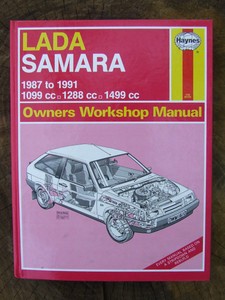 LADA
Haynes
SAMARA
1987 to 1991
1099 cc □ 1288 cc □ 1499 cc
Owners Workshop Manual